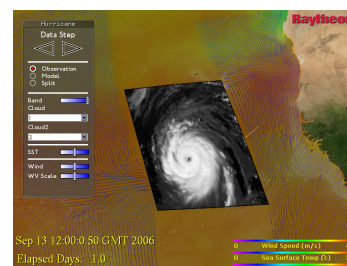 Hurricane
Raytheon
Data Step
Observation
Model
Split
Band
Cloud
Cloud2
2
SST
Wind
WV Scale
Sep 13 12:00:0.50 GMT 2006
Elapsed Days: 1.0
0 Wind Speed (m/s)
0 Sea Surface Temp (C)